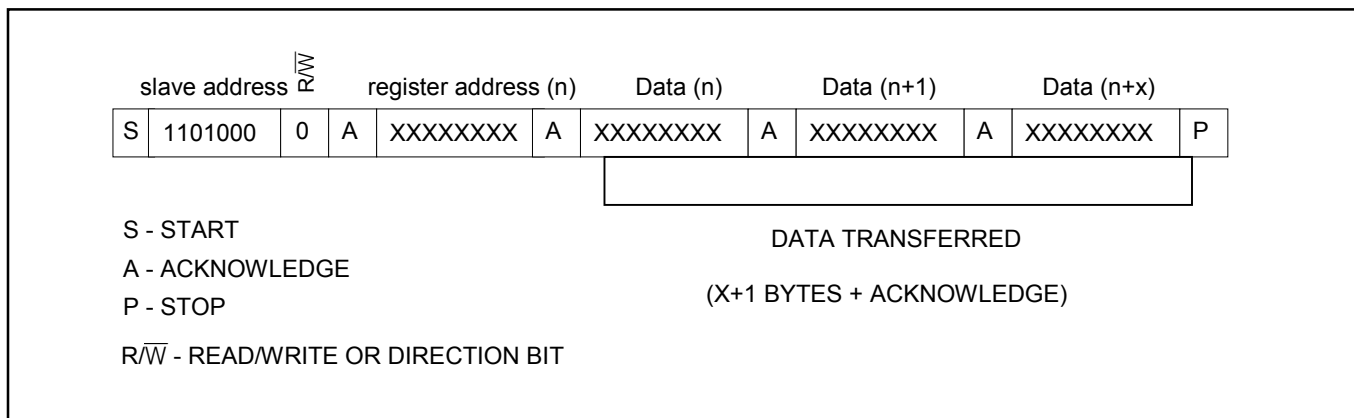 slave address R/W̅ register address (n) Data (n) Data (n+1) Data (n+x)
S 1101000 0 A XXXXXXXX A XXXXXXXX A XXXXXXXX A XXXXXXXX P
S - START
A - ACKNOWLEDGE
P - STOP
R/W̅ - READ/WRITE OR DIRECTION BIT
DATA TRANSFERRED
(X+1 BYTES + ACKNOWLEDGE)